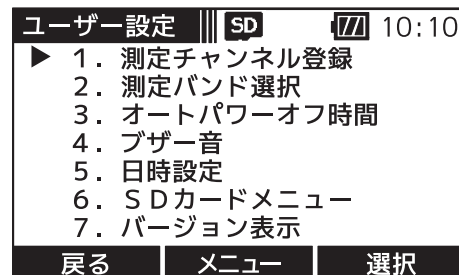 ユーザー設定 SD 10:10
▶ 1．測定チャンネル登録
2．測定バンド選択
3．オートパワーオフ時間
4．ブザー音
5．日時設定
6．ＳＤカードメニュー
7．バージョン表示
戻る メニュー 選択